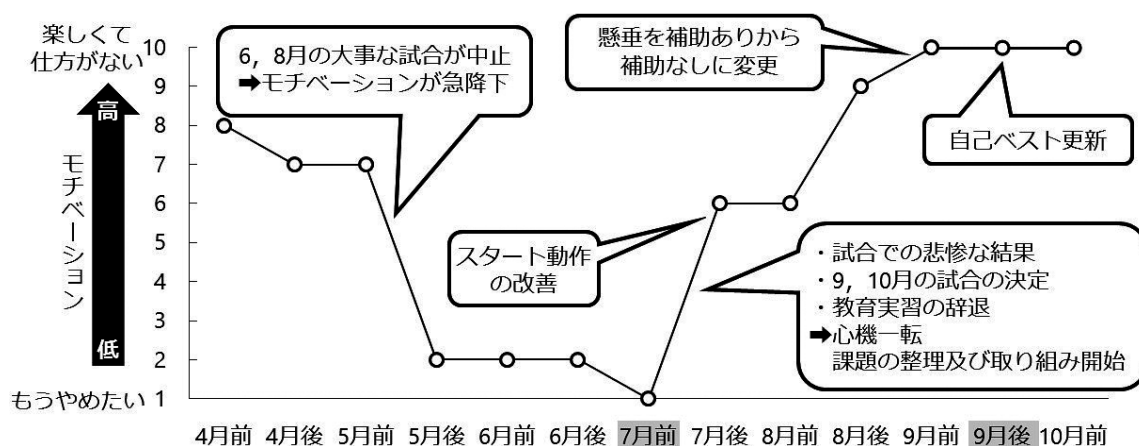 楽しくて
仕方がない
高
モチベーション
低
もうやめたい
10
9
8
7
6
5
4
3
2
1
6,8月の大事な試合が中止
➡モチベーションが急降下
懸垂を補助ありから
補助なしに変更
自己ベスト更新
スタート動作
の改善
・試合での悲惨な結果
・9,10月の試合の決定
・教育実習の辞退
➡心機一転
課題の整理及び取り組み開始
4月前 4月後 5月前 5月後 6月前 6月後 7月前 7月後 8月前 8月後 9月前 9月後 10月前